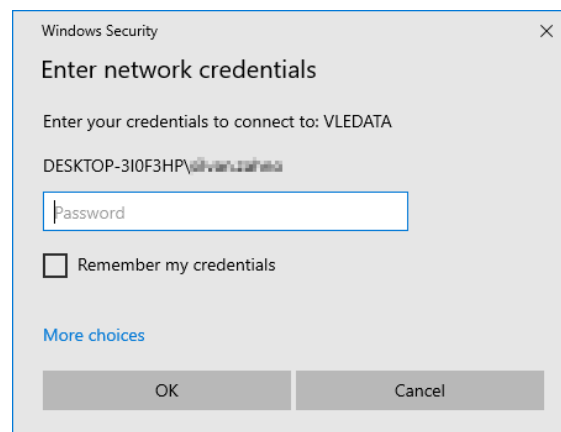 Windows Security
Enter network credentials
Enter your credentials to connect to: VLEDATA
DESKTOP-3I0F3HP\
Password
Remember my credentials
More choices
OK
Cancel